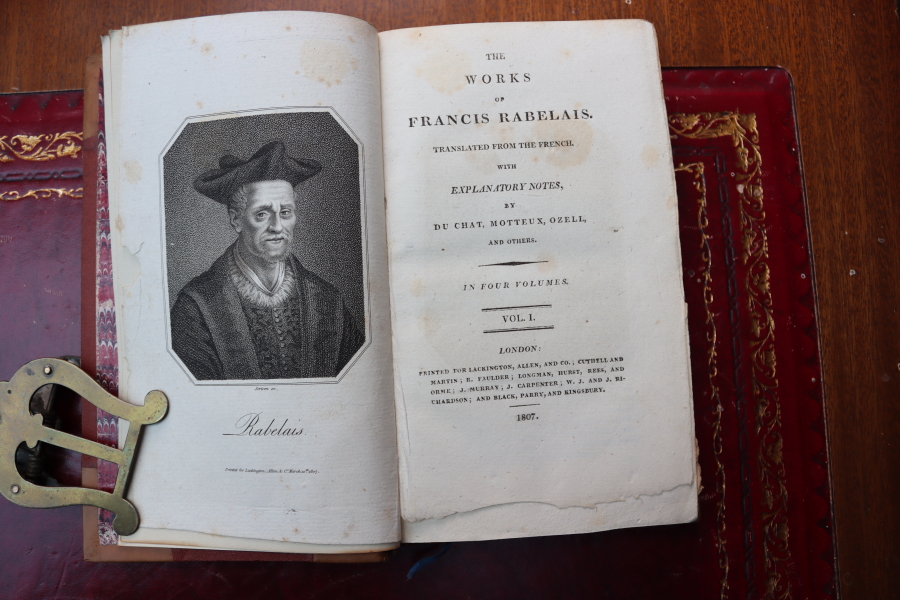 Rabelais.
THE
WORKS
OF
FRANCIS RABELAIS.
TRANSLATED FROM THE FRENCH.
WITH
EXPLANATORY NOTES,
BY
DU CHAT, MOTTEUX, OZELL,
AND OTHERS.
IN FOUR VOLUMES.
VOL. I.
LONDON:
PRINTED FOR LACKINGTON, ALLEN, AND CO.; CUTHELL AND
MARTIN; R. FAULDER; LONGMAN, HURST, REES, AND
ORME; J. MURRAY; J. CARPENTER; W. J. AND J. RI-
CHARDSON; AND BLACK, PARRY, AND KINGSBURY.
1807.